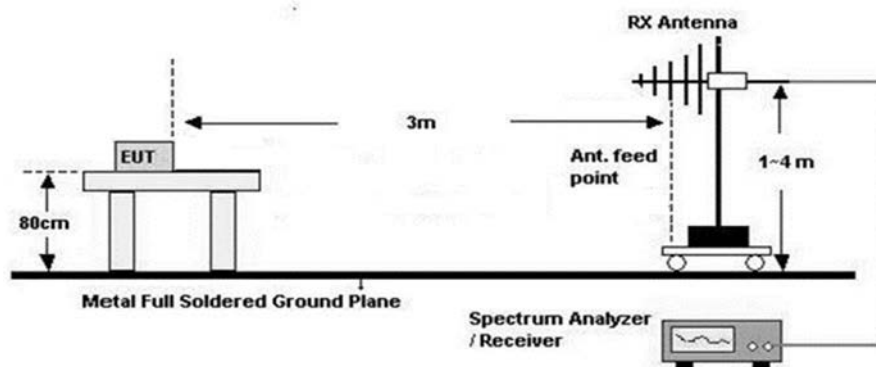 RX Antenna
3m
EUT
Ant. feed
point
1~4 m
80cm
Metal Full Soldered Ground Plane
Spectrum Analyzer
/ Receiver